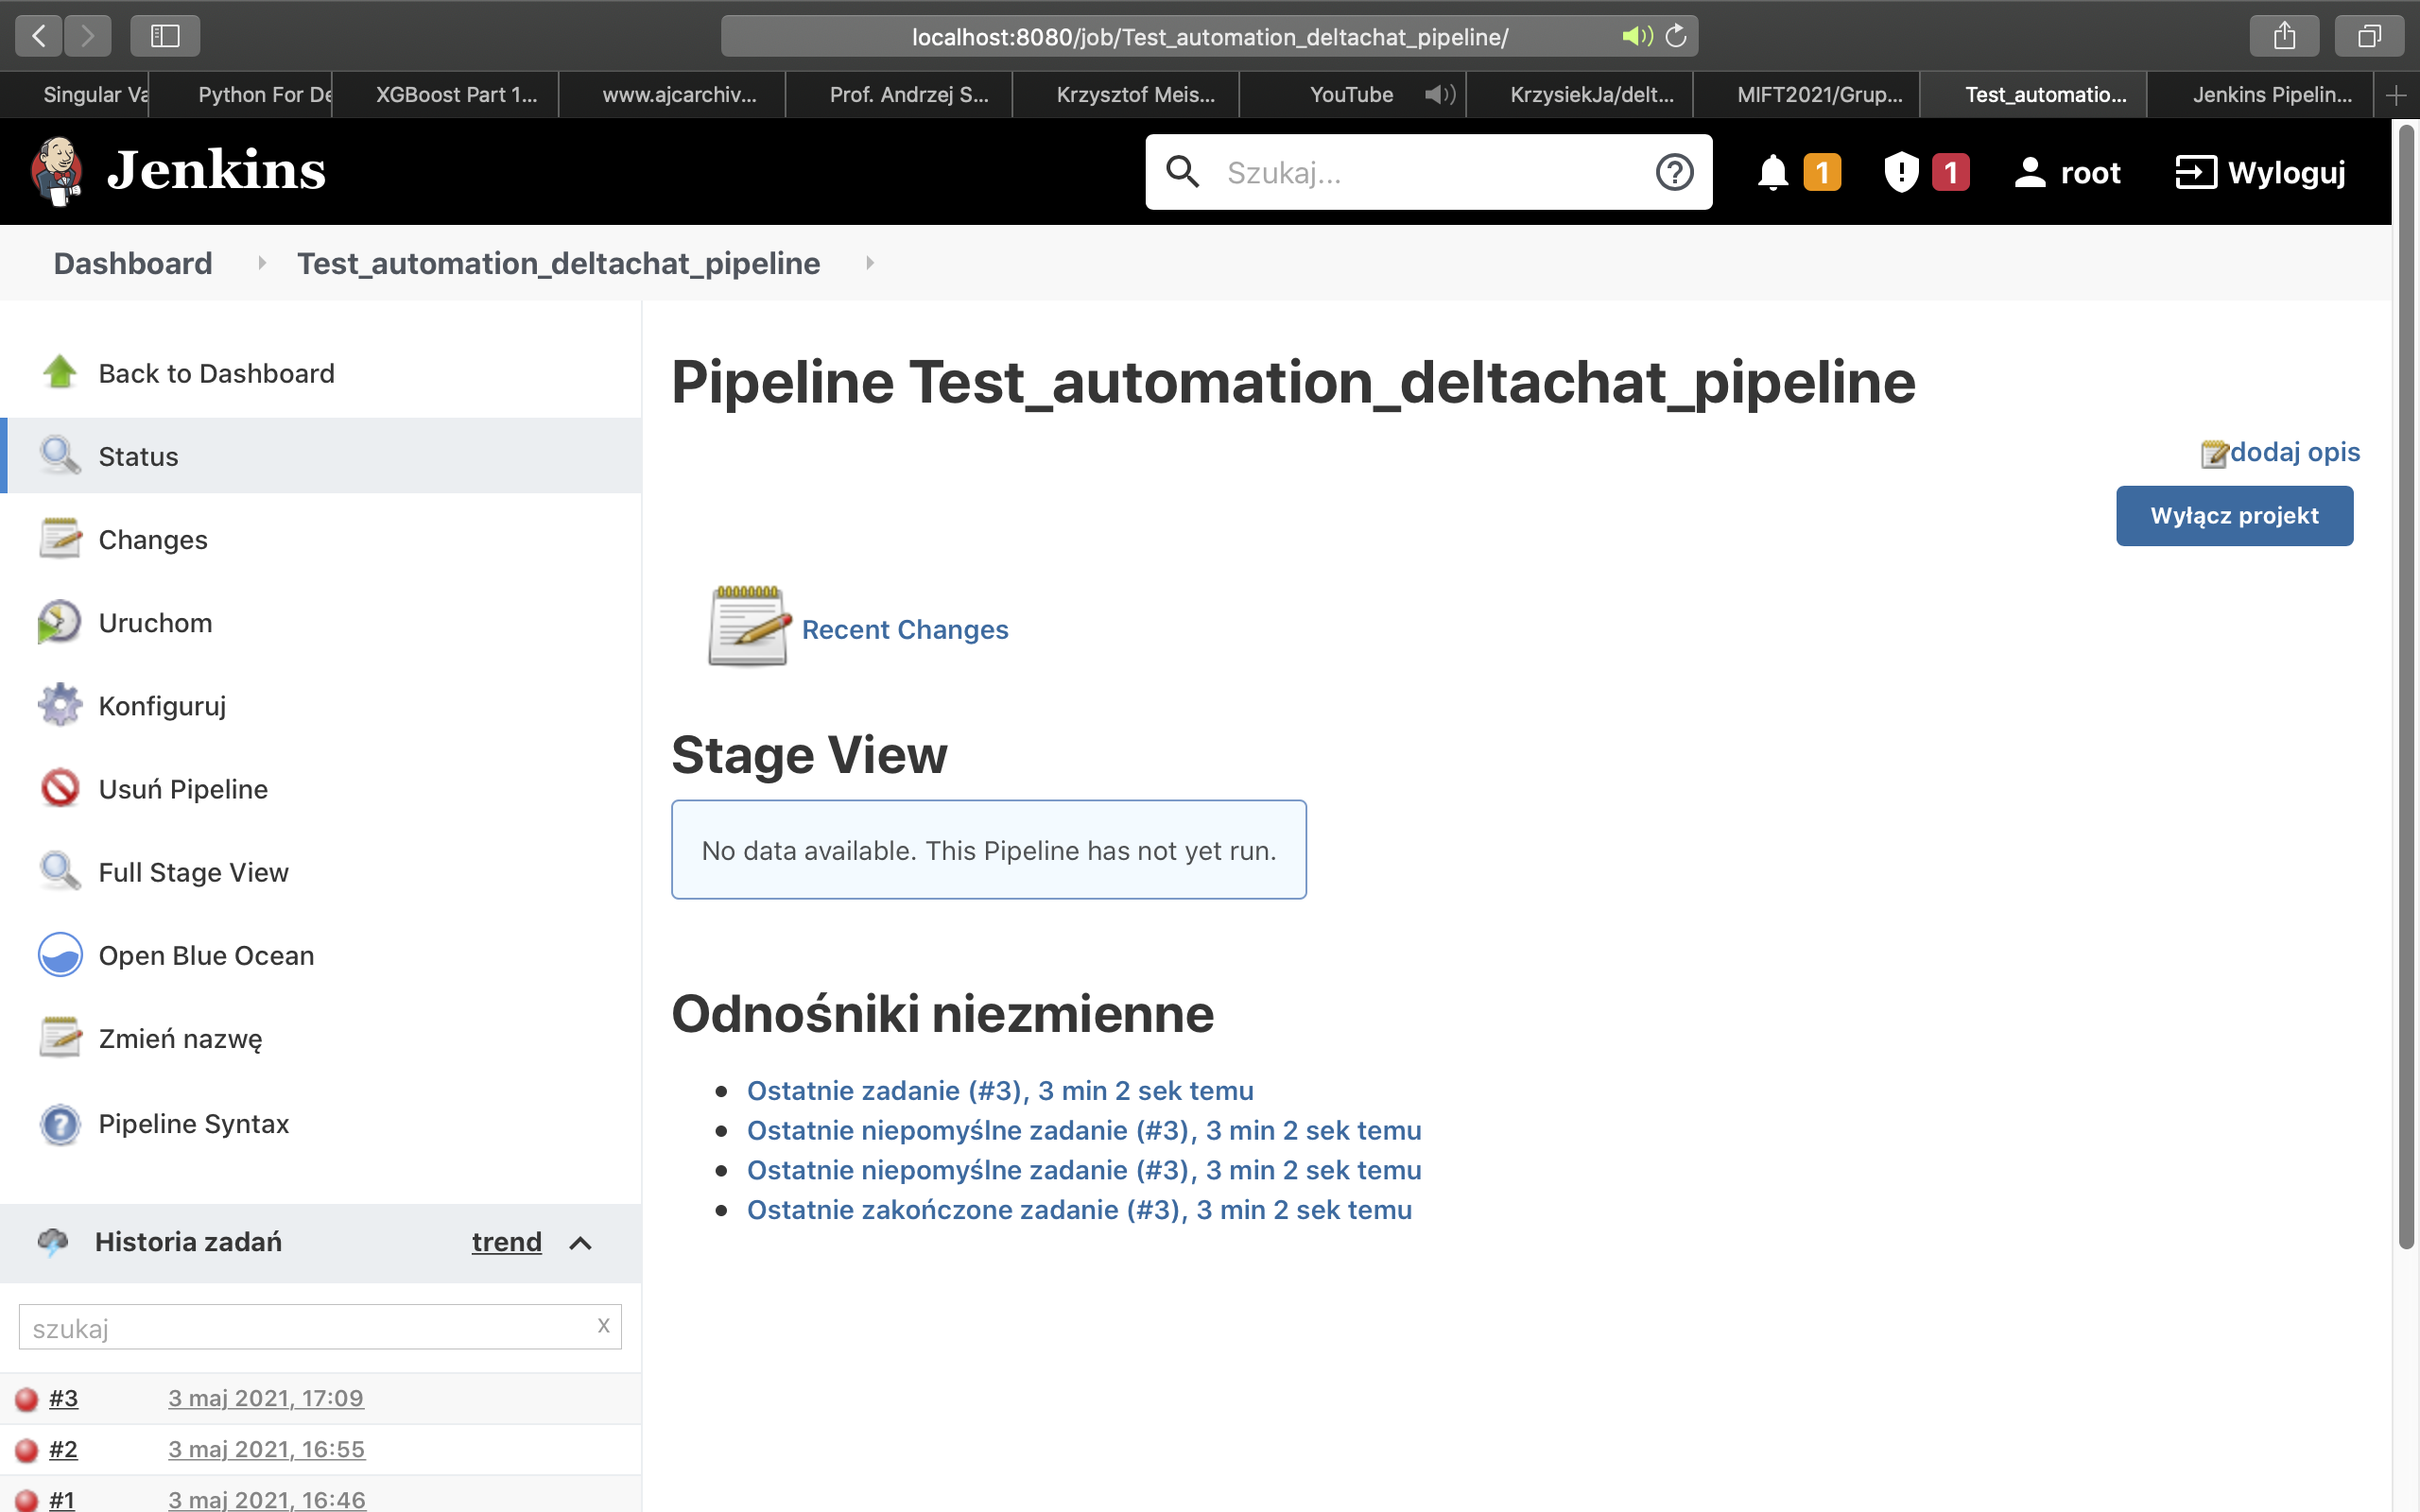 localhost:8080/job/Test_automation_deltachat_pipeline/
Singular Va
Python For De
XGBoost Part 1...
www.ajcarchiv...
Prof. Andrzej S...
Krzysztof Meis...
YouTube
KrzysiekJa/delt...
MIFT2021/Grup...
Test_automatio...
Jenkins Pipelin...
Jenkins
Szukaj...
1
1
root
Wyloguj
Dashboard
Test_automation_deltachat_pipeline
Back to Dashboard
Status
Changes
Uruchom
Konfiguruj
Usuń Pipeline
Full Stage View
Open Blue Ocean
Zmień nazwę
Pipeline Syntax
Historia zadań
trend
szukaj
x
#3 3 maj 2021, 17:09
#2 3 maj 2021, 16:55
#1 3 maj 2021, 16:46
Pipeline Test_automation_deltachat_pipeline
dodaj opis
Wyłącz projekt
Recent Changes
Stage View
No data available. This Pipeline has not yet run.
Odnośniki niezmienne
Ostatnie zadanie (#3), 3 min 2 sek temu
Ostatnie niepomyślne zadanie (#3), 3 min 2 sek temu
Ostatnie niepomyślne zadanie (#3), 3 min 2 sek temu
Ostatnie zakończone zadanie (#3), 3 min 2 sek temu